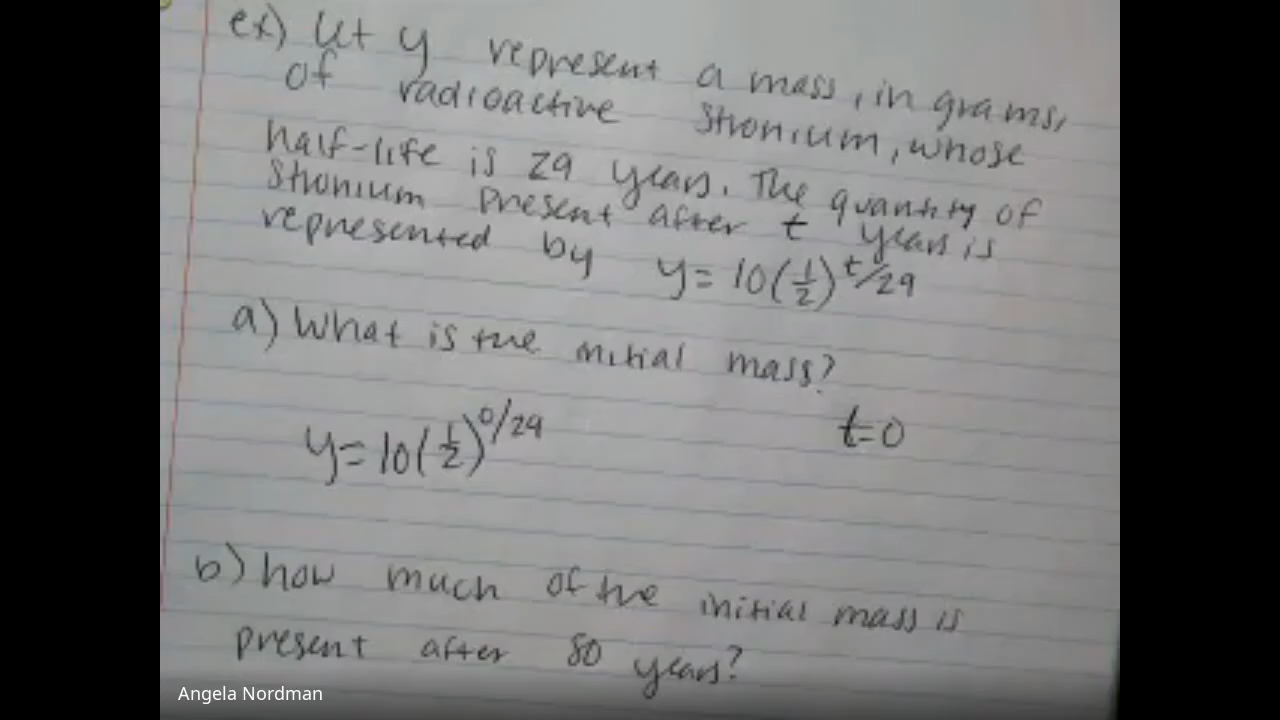 ex) Let y represent a mass, in grams,
of radioactive Stronium, whose
half-life is 29 years. The quantity of
Stronium present after t years is
represented by y = 10(1/2)^t/29
a) What is the initial mass?
t=0
y = 10(1/2)^0/29
b) how much of the initial mass is
present after 80 years?
Angela Nordman